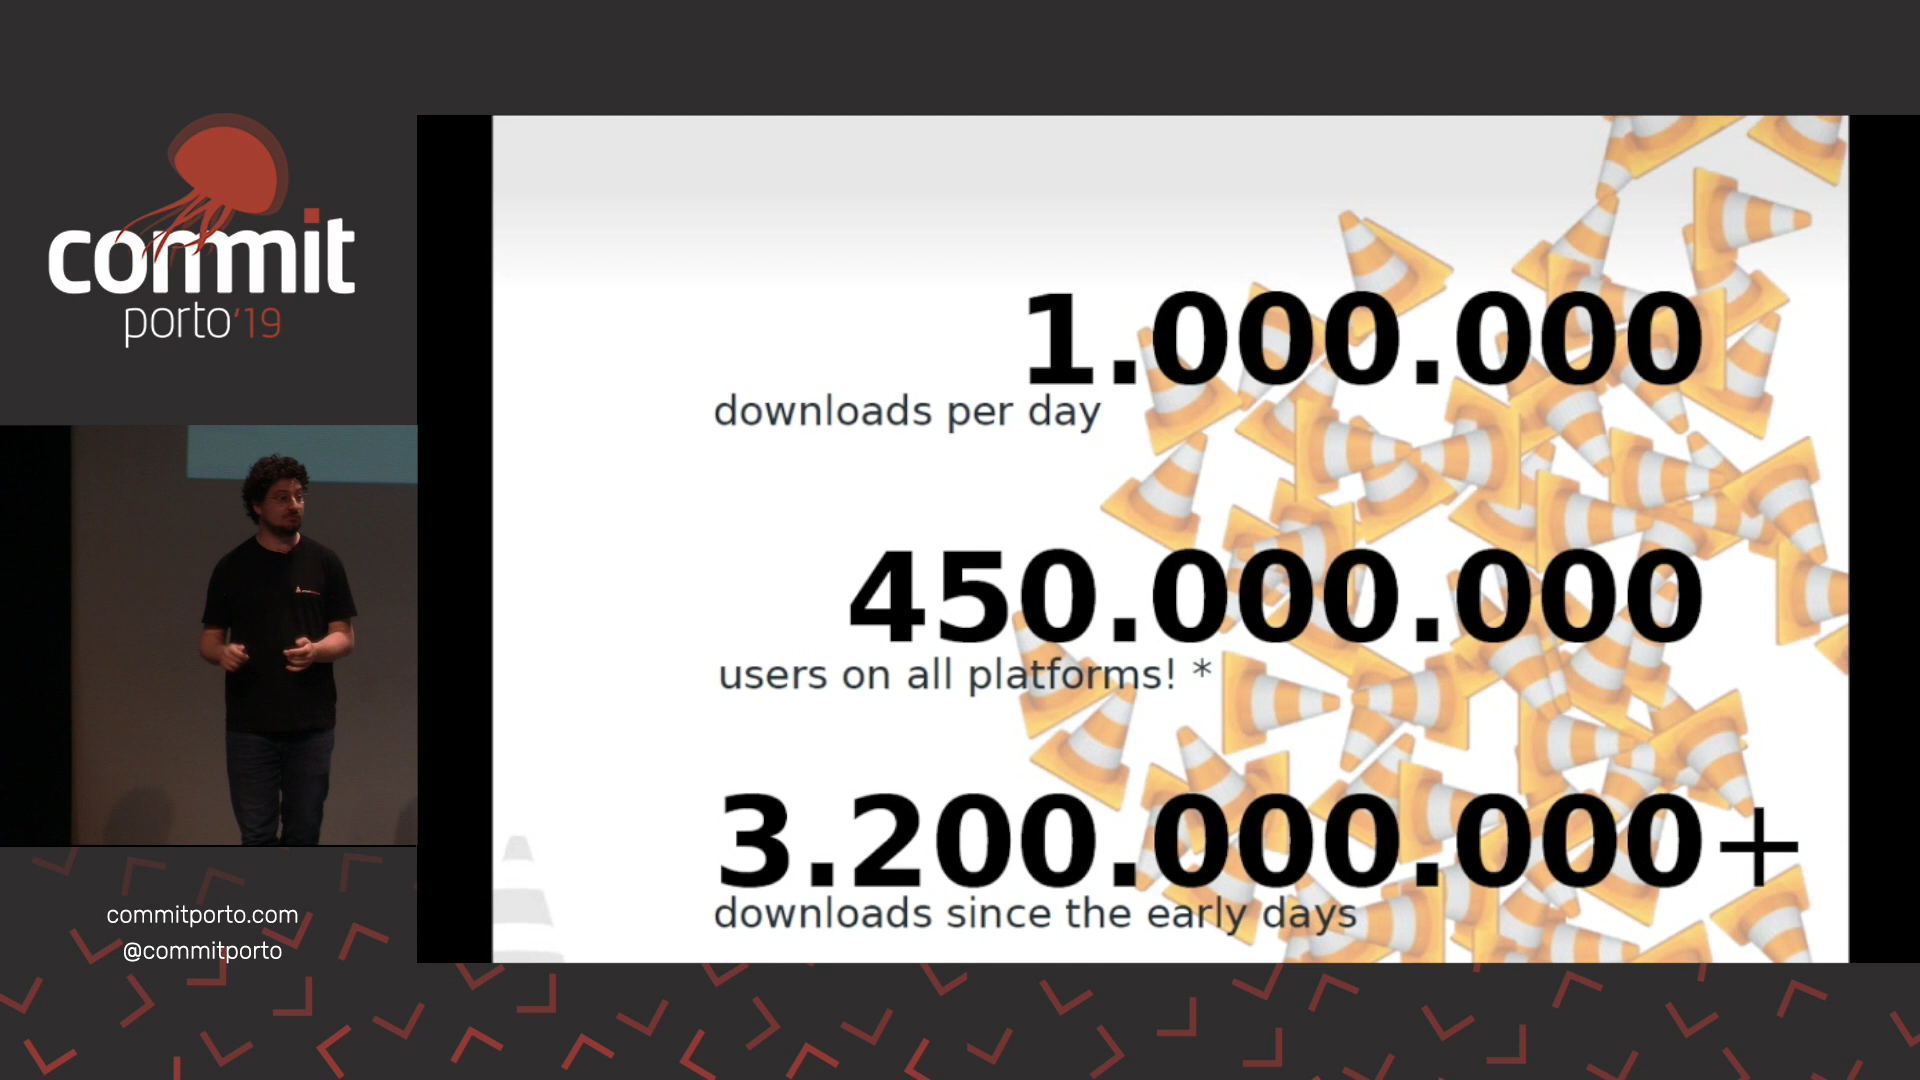 commit
porto'19
1.000.000
downloads per day
450.000.000
users on all platforms! *
3.200.000.000+
downloads since the early days
commitporto.com
@commitporto